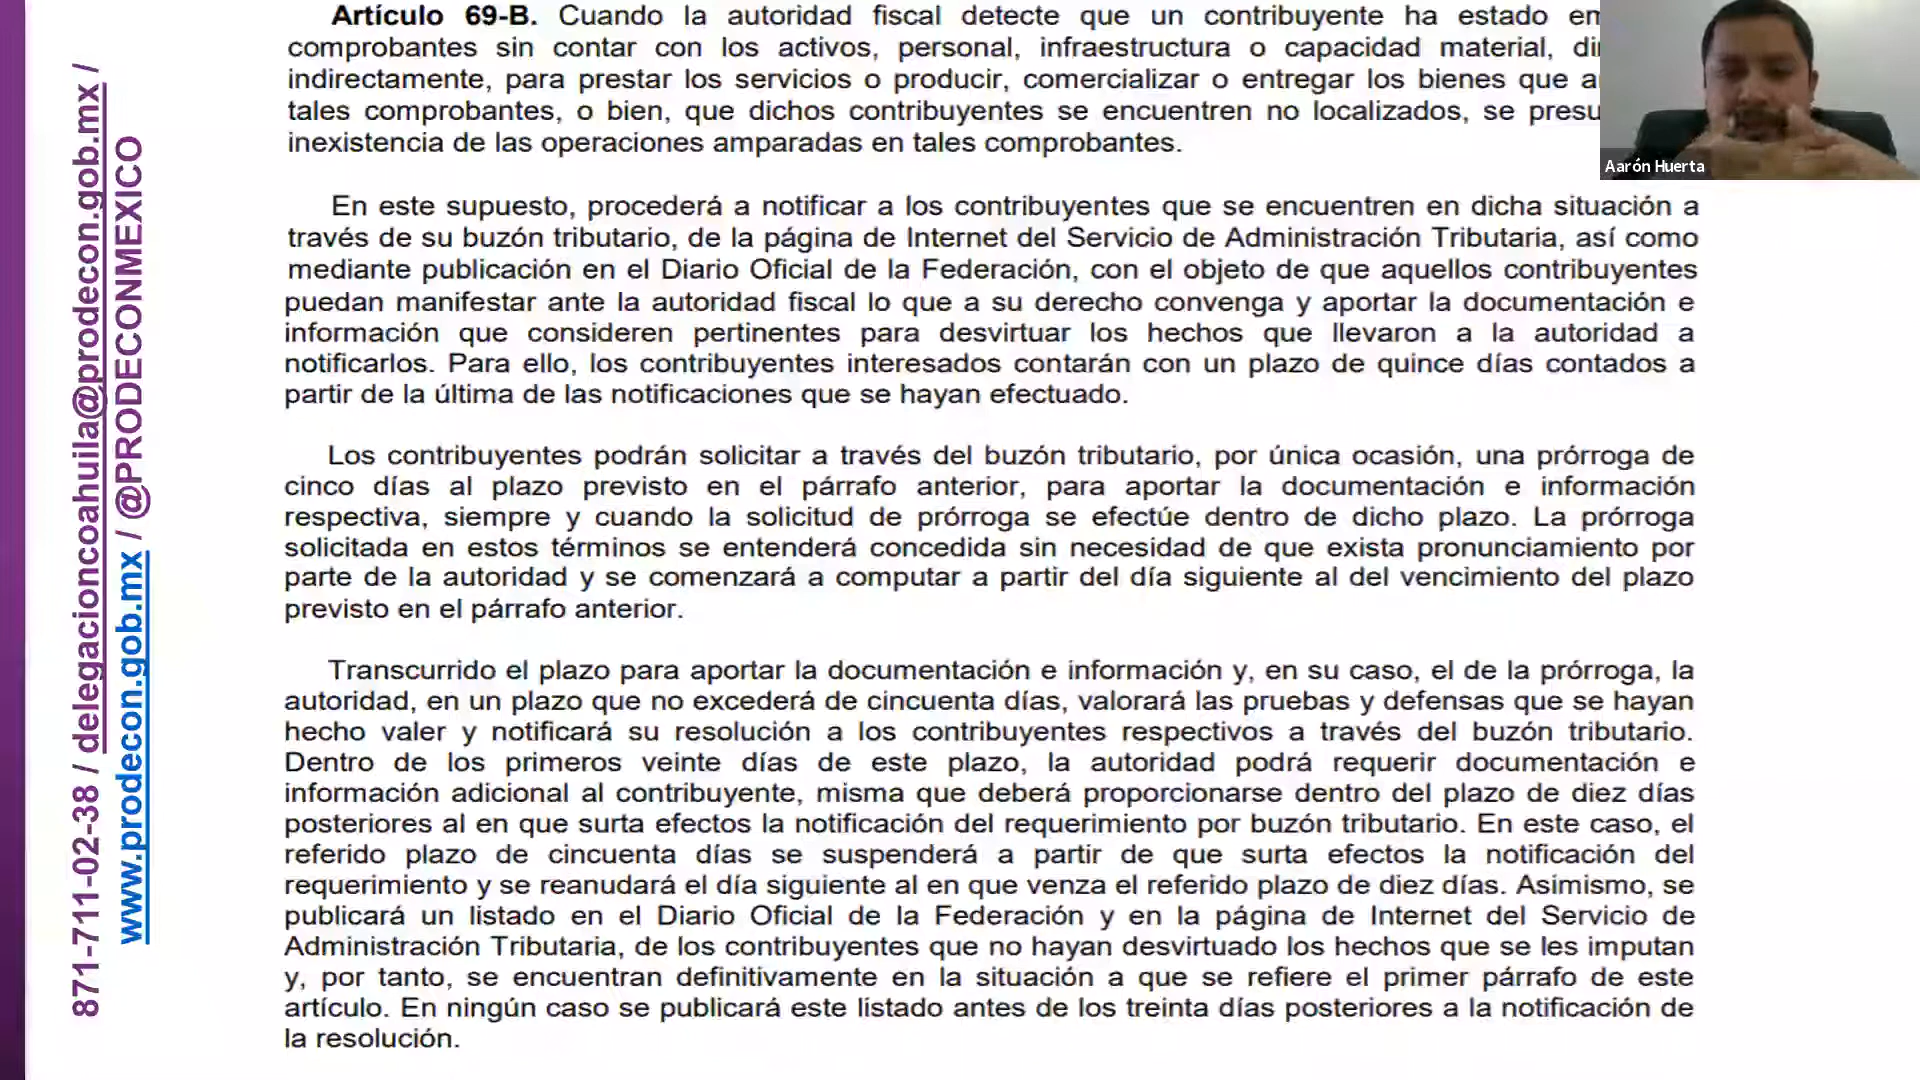 871-711-02-38 / delegacioncoahuila@prodecon.gob.mx /
www.prodecon.gob.mx / @PRODECONMEXICO
Artículo 69-B. Cuando la autoridad fiscal detecte que un contribuyente ha estado
comprobantes sin contar con los activos, personal, infraestructura o capacidad material,
indirectamente, para prestar los servicios o producir, comercializar o entregar los bienes que
tales comprobantes, o bien, que dichos contribuyentes se encuentren no localizados, se
inexistencia de las operaciones amparadas en tales comprobantes.
En este supuesto, procederá a notificar a los contribuyentes que se encuentren en dicha situación a
través de su buzón tributario, de la página de Internet del Servicio de Administración Tributaria, así como
mediante publicación en el Diario Oficial de la Federación, con el objeto de que aquellos contribuyentes
puedan manifestar ante la autoridad fiscal lo que a su derecho convenga y aportar la documentación e
información que consideren pertinentes para desvirtuar los hechos que llevaron a la autoridad a
notificarlos. Para ello, los contribuyentes interesados contarán con un plazo de quince días contados a
partir de la última de las notificaciones que se hayan efectuado.
Los contribuyentes podrán solicitar a través del buzón tributario, por única ocasión, una prórroga de
cinco días al plazo previsto en el párrafo anterior, para aportar la documentación e información
respectiva, siempre y cuando la solicitud de prórroga se efectúe dentro de dicho plazo. La prórroga
solicitada en estos términos se entenderá concedida sin necesidad de que exista pronunciamiento por
parte de la autoridad y se comenzará a computar a partir del día siguiente al del vencimiento del plazo
previsto en el párrafo anterior.
Transcurrido el plazo para aportar la documentación e información y, en su caso, el de la prórroga, la
autoridad, en un plazo que no excederá de cincuenta días, valorará las pruebas y defensas que se hayan
hecho valer y notificará su resolución a los contribuyentes respectivos a través del buzón tributario.
Dentro de los primeros veinte días de este plazo, la autoridad podrá requerir documentación e
información adicional al contribuyente, misma que deberá proporcionarse dentro del plazo de diez días
posteriores al en que surta efectos la notificación del requerimiento por buzón tributario. En este caso, el
referido plazo de cincuenta días se suspenderá a partir de que surta efectos la notificación del
requerimiento y se reanudará el día siguiente al en que venza el referido plazo de diez días. Asimismo, se
publicará un listado en el Diario Oficial de la Federación y en la página de Internet del Servicio de
Administración Tributaria, de los contribuyentes que no hayan desvirtuado los hechos que se les imputan
y, por tanto, se encuentran definitivamente en la situación a que se refiere el primer párrafo de este
artículo. En ningún caso se publicará este listado antes de los treinta días posteriores a la notificación de
la resolución.
Aarón Huerta